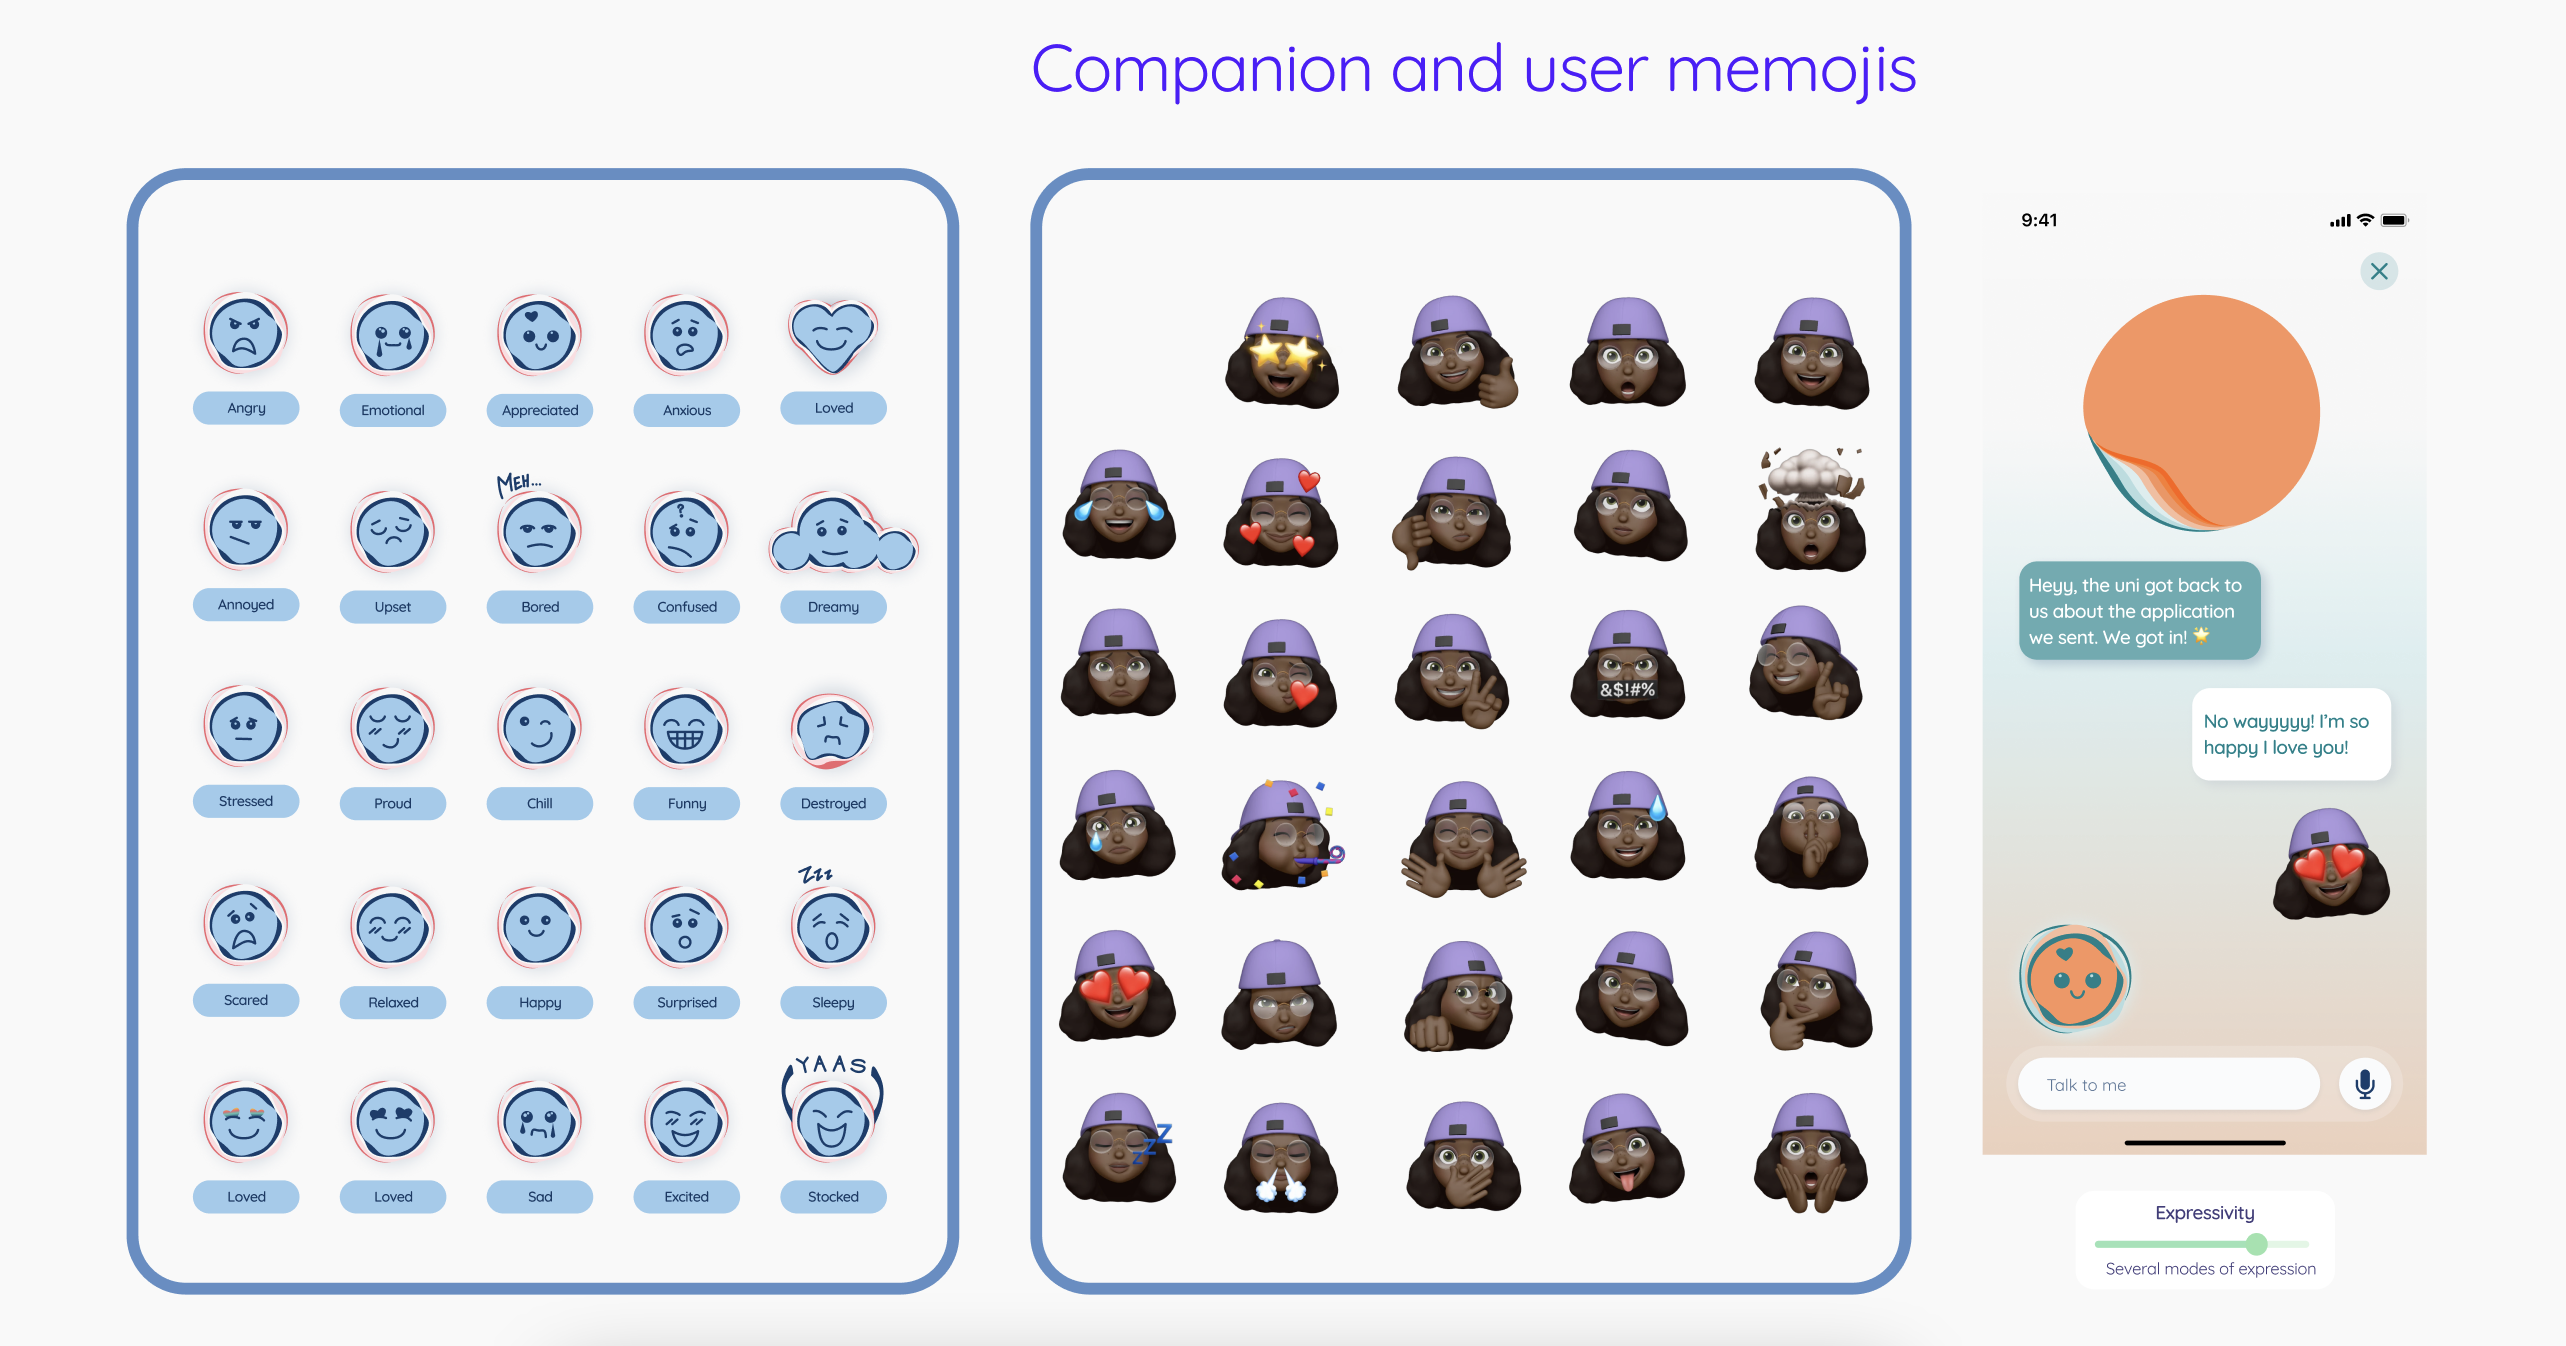 Companion and user memojis
Angry
Emotional
Appreciated
Anxious
Loved
MEH...
?
Annoyed
Upset
Bored
Confused
Dreamy
Stressed
Proud
Chill
Funny
Destroyed
Zzz
Scared
Relaxed
Happy
Surprised
Sleepy
YAAS
Loved
Loved
Sad
Excited
Stocked
&$!#%
zzZ
9:41
Heyy, the uni got back to
us about the application
we sent. We got in! 🌟
No wayyyyy! I'm so
happy I love you!
Talk to me
Expressivity
Several modes of expression